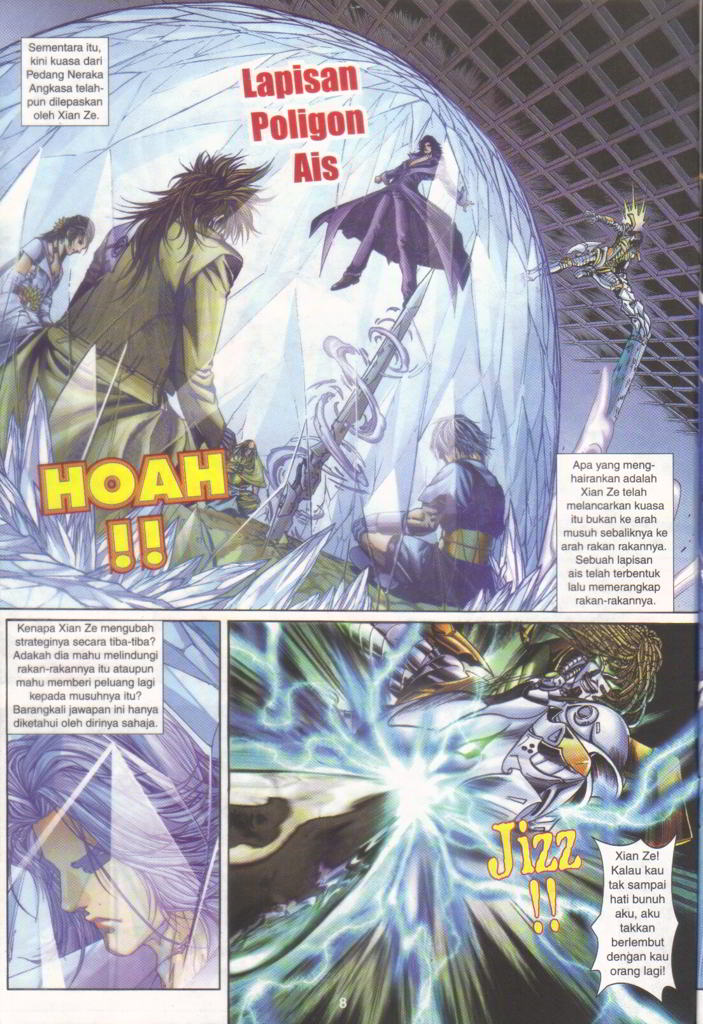 Sementara itu,
kini kuasa dari
Pedang Neraka
Angkasa telah-
pun dilepaskan
oleh Xian Ze.
Lapisan
Poligon
Ais
HOAH
!!
Apa yang meng-
hairankan adalah
Xian Ze telah
melancarkan kuasa
itu bukan ke arah
musuh sebaliknya ke
arah rakan rakannya.
Sebuah lapisan
ais telah terbentuk
lalu memerangkap
rakan-rakannya.
Kenapa Xian Ze mengubah
strateginya secara tiba-tiba?
Adakah dia mahu melindungi
rakan-rakannya itu ataupun
mahu memberi peluang lagi
kepada musuhnya itu?
Barangkali jawapan ini hanya
diketahui oleh dirinya sahaja.
Jizz
!!
Xian Ze!
Kalau kau
tak sampai
hati bunuh
aku, aku
takkan
berlembut
dengan kau
orang lagi!
8